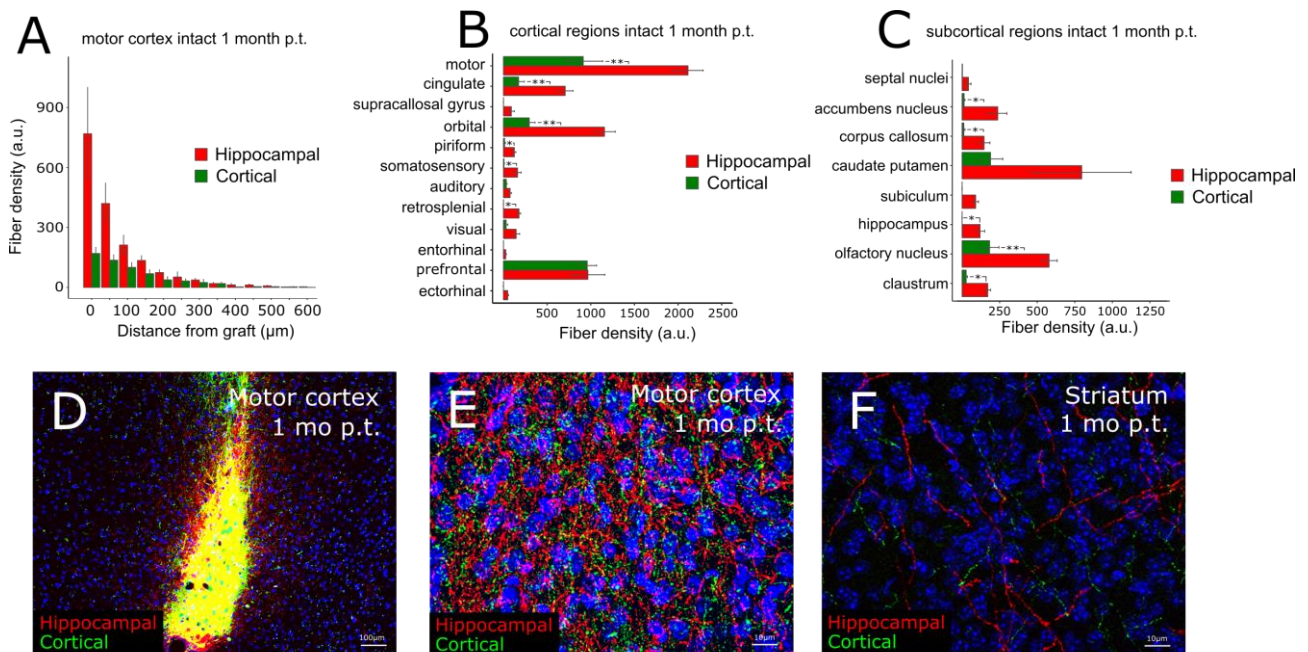 A
motor cortex intact 1 month p.t.
Fiber density (a.u.)
900
600
300
0
Hippocampal
Cortical
0 100 200 300 400 500 600
Distance from graft (µm)
B
cortical regions intact 1 month p.t.
motor
**
cingulate
**
supracallosal gyrus
orbital
**
piriform
*
somatosensory
*
auditory
retrosplenial
*
visual
entorhinal
prefrontal
ectorhinal
Hippocampal
Cortical
500 1000 1500 2000 2500
Fiber density (a.u.)
C
subcortical regions intact 1 month p.t.
septal nuclei
accumbens nucleus
*
corpus callosum
*
caudate putamen
subiculum
hippocampus
*
olfactory nucleus
**
claustrum
*
Hippocampal
Cortical
250 500 750 1000 1250
Fiber density (a.u.)
D
Motor cortex
1 mo p.t.
Hippocampal
Cortical
100µm
E
Motor cortex
1 mo p.t.
Hippocampal
Cortical
10µm
F
Striatum
1 mo p.t.
Hippocampal
Cortical
10µm